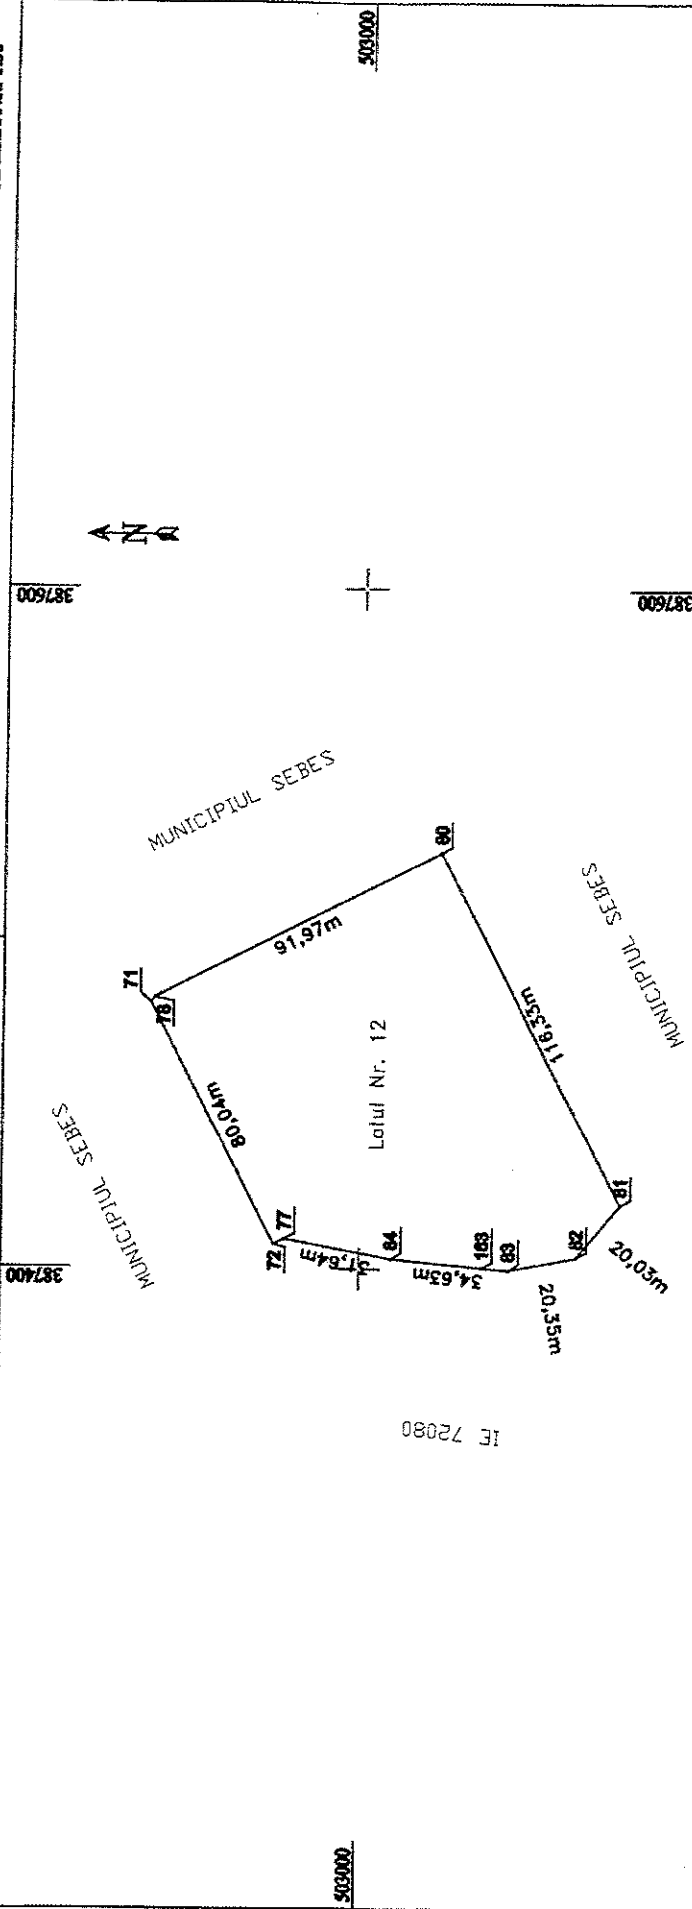 503000
N
387600
387600
MUNICIPIUL SEBES
80
71
91,97m
MUNICIPIUL SEBES
78
116,33m
Lotul Nr. 12
80,04m
MUNICIPIUL SEBES
77
72
31,64m
84
163
83
34,63m
82
81
20,03m
20,35m
387400
IE 72080
503000